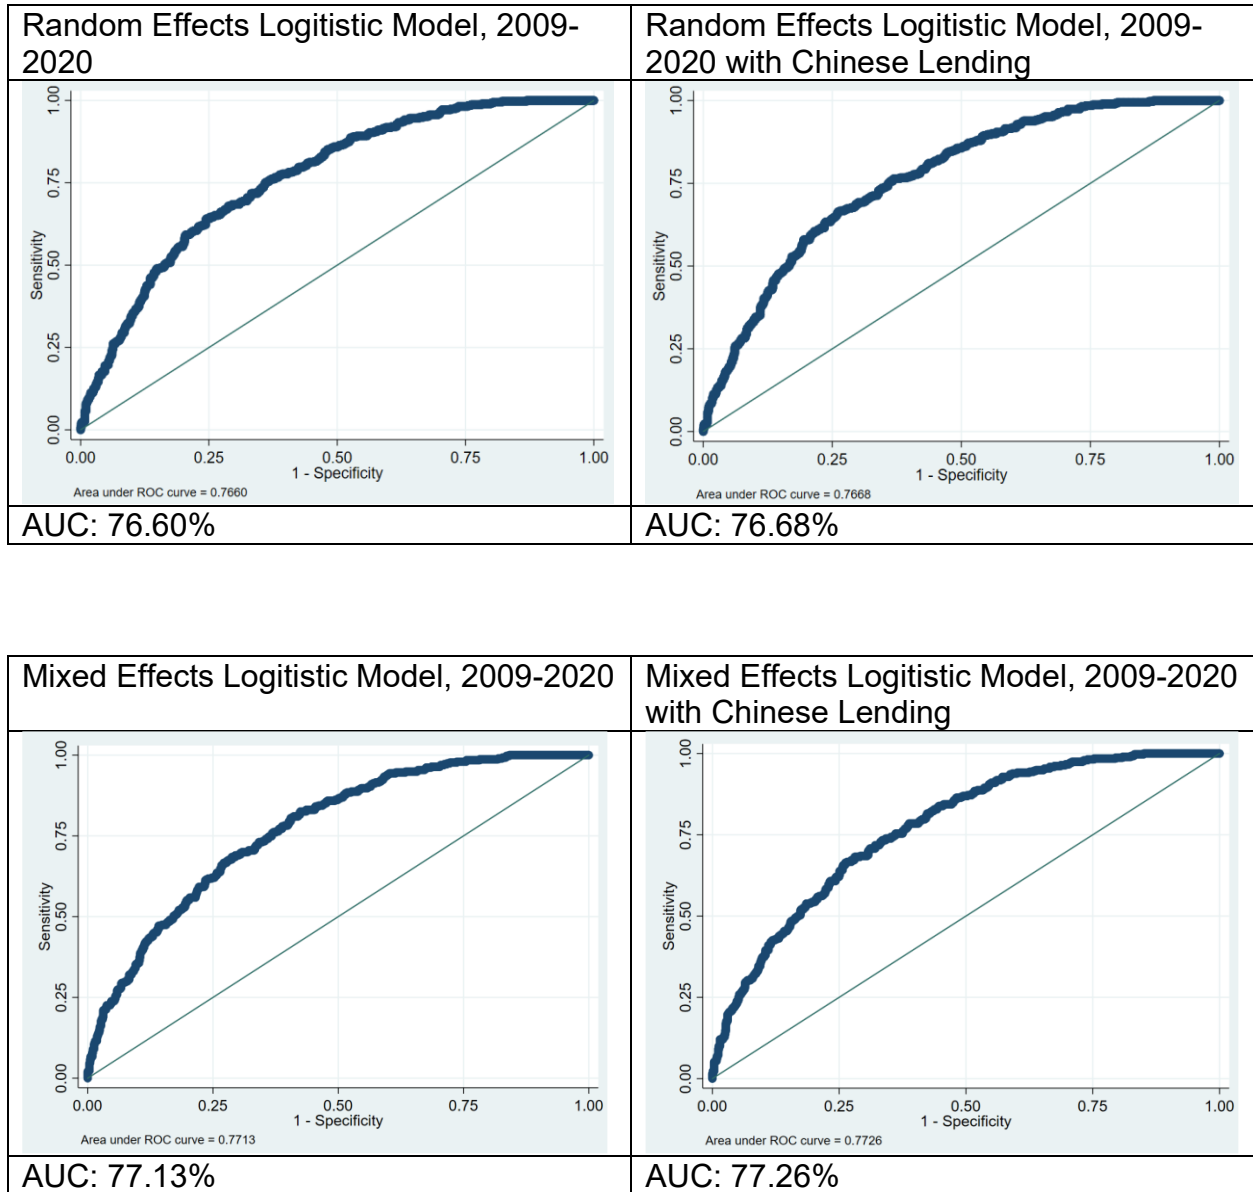 Random Effects Logitistic Model, 2009-
2020
Random Effects Logitistic Model, 2009-
2020 with Chinese Lending
1.00
0.75
0.50
0.25
0.00
Sensitivity
0.00 0.25 0.50 0.75 1.00
1 - Specificity
Area under ROC curve = 0.7660
1.00
0.75
0.50
0.25
0.00
Sensitivity
0.00 0.25 0.50 0.75 1.00
1 - Specificity
Area under ROC curve = 0.7668
AUC: 76.60%
AUC: 76.68%
Mixed Effects Logitistic Model, 2009-2020
Mixed Effects Logitistic Model, 2009-2020
with Chinese Lending
1.00
0.75
0.50
0.25
0.00
Sensitivity
0.00 0.25 0.50 0.75 1.00
1 - Specificity
Area under ROC curve = 0.7713
1.00
0.75
0.50
0.25
0.00
Sensitivity
0.00 0.25 0.50 0.75 1.00
1 - Specificity
Area under ROC curve = 0.7726
AUC: 77.13%
AUC: 77.26%